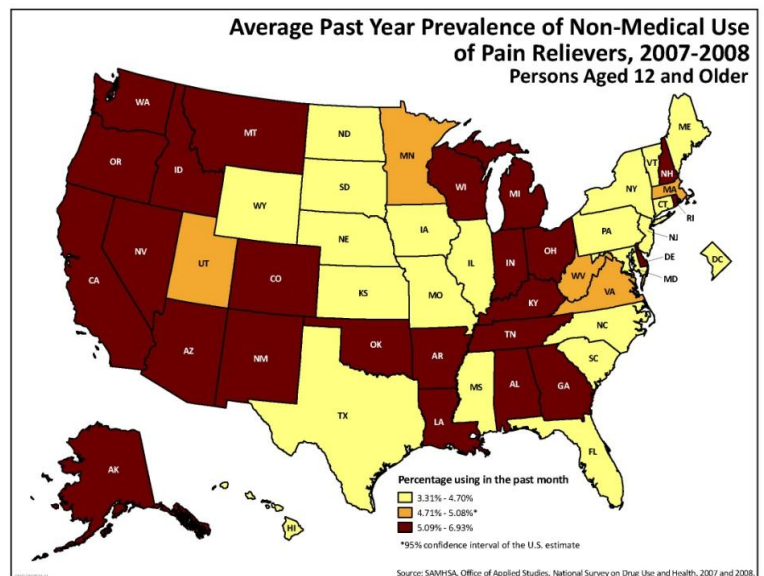 Average Past Year Prevalence of Non-Medical Use
of Pain Relievers, 2007-2008
Persons Aged 12 and Older
WA
MT
ND
MN
ME
VT
NH
OR
ID
SD
WI
MI
NY
MA
CT
RI
WY
IA
PA
NJ
NV
UT
NE
IL
IN
OH
DE
DC
CA
CO
KS
MO
WV
VA
MD
KY
NC
TN
AZ
NM
OK
AR
SC
MS
AL
GA
TX
LA
FL
AK
HI
Percentage using in the past month
3.31% - 4.70%
4.71% - 5.08%*
5.09% - 6.93%
*95% confidence interval of the U.S. estimate
Source: SAMHSA, Office of Applied Studies, National Survey on Drug Use and Health, 2007 and 2008.